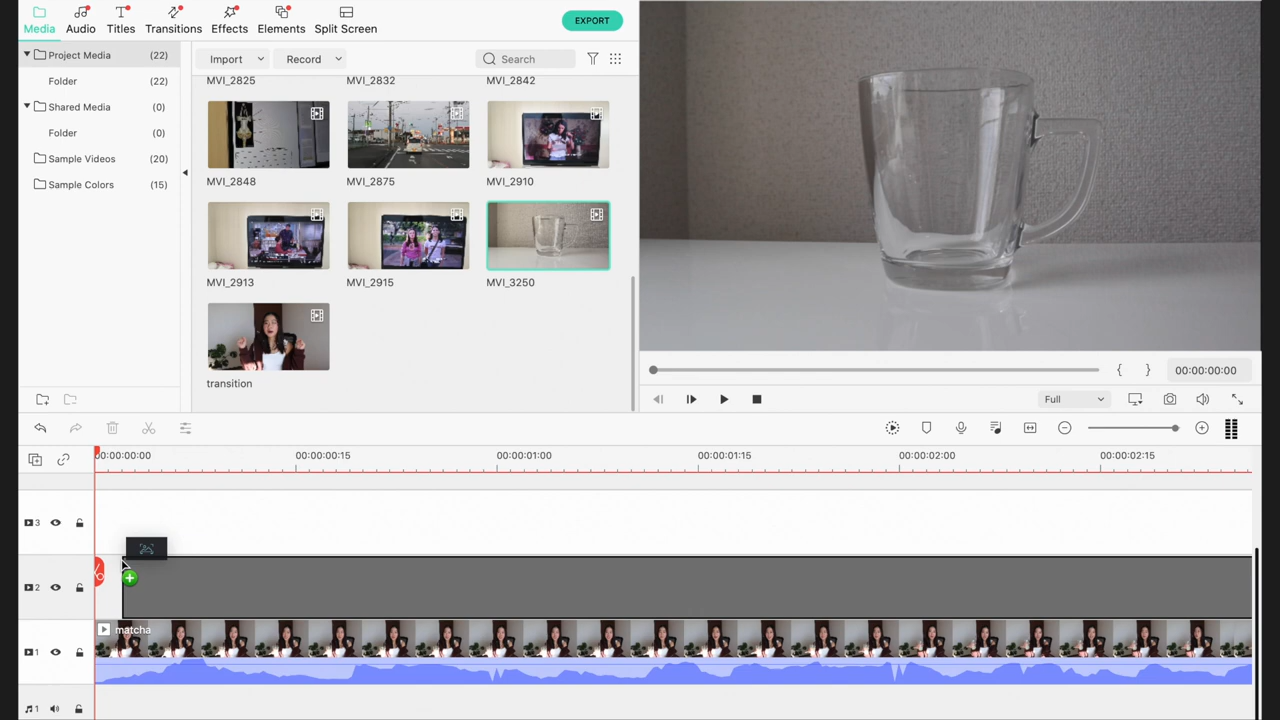 Media Audio Titles Transitions Effects Elements Split Screen EXPORT
Project Media (22)
Folder (22)
Shared Media (0)
Folder (0)
Sample Videos (20)
Sample Colors (15)
Import Record Search
MVI_2825 MVI_2832 MVI_2842
MVI_2848 MVI_2875 MVI_2910
MVI_2913 MVI_2915 MVI_3250
transition
00:00:00:00
Full
00:00:00:00 00:00:00:15 00:00:01:00 00:00:01:15 00:00:02:00 00:00:02:15
3
2
matcha
1
1